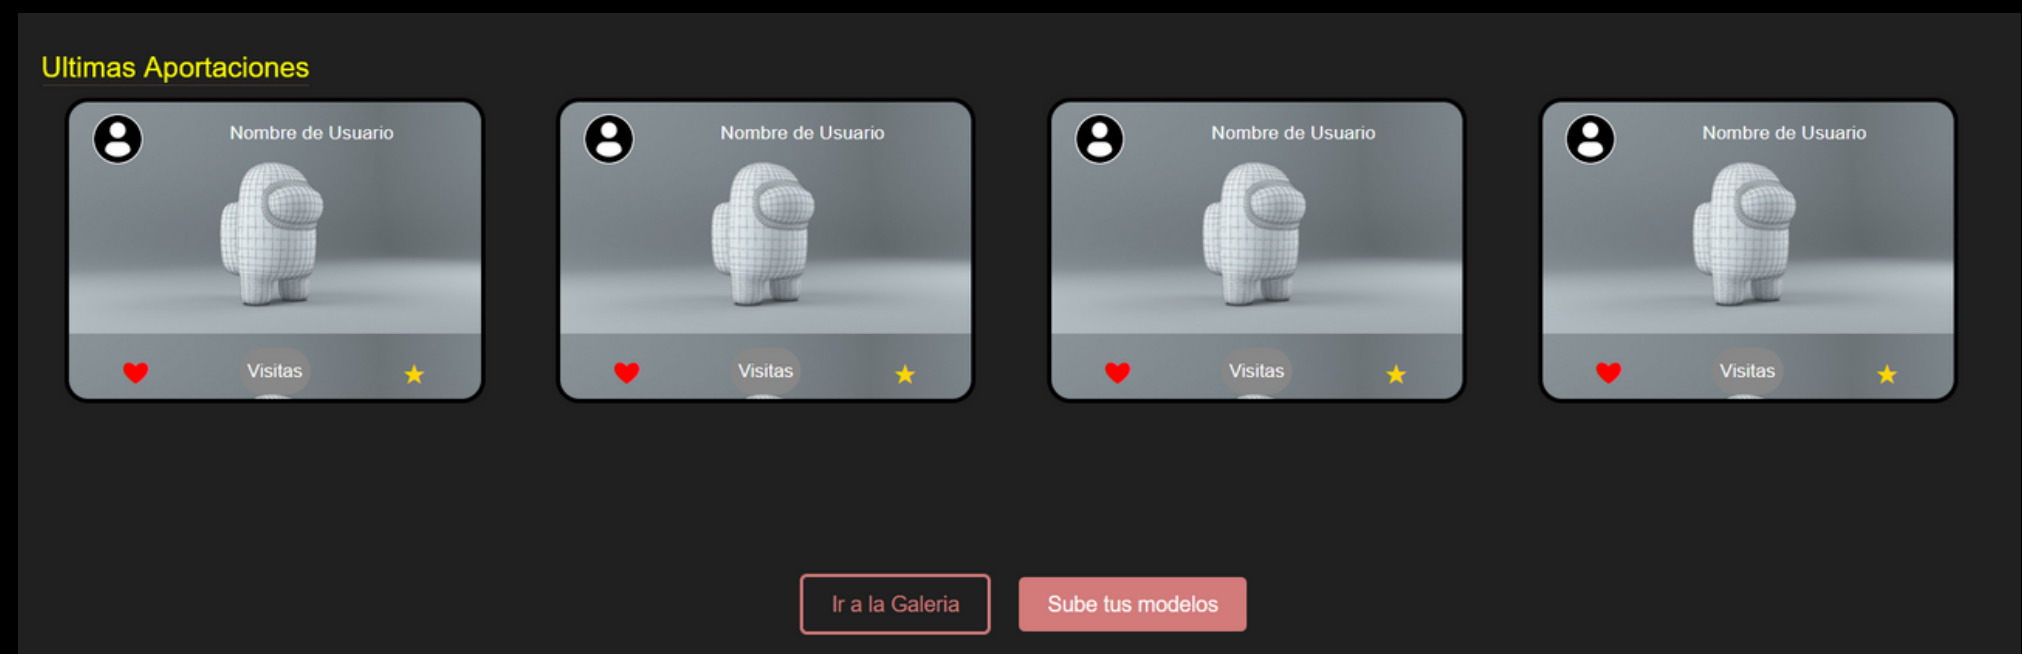 Ultimas Aportaciones
Nombre de Usuario
Visitas
Nombre de Usuario
Visitas
Nombre de Usuario
Visitas
Nombre de Usuario
Visitas
Ir a la Galeria
Sube tus modelos